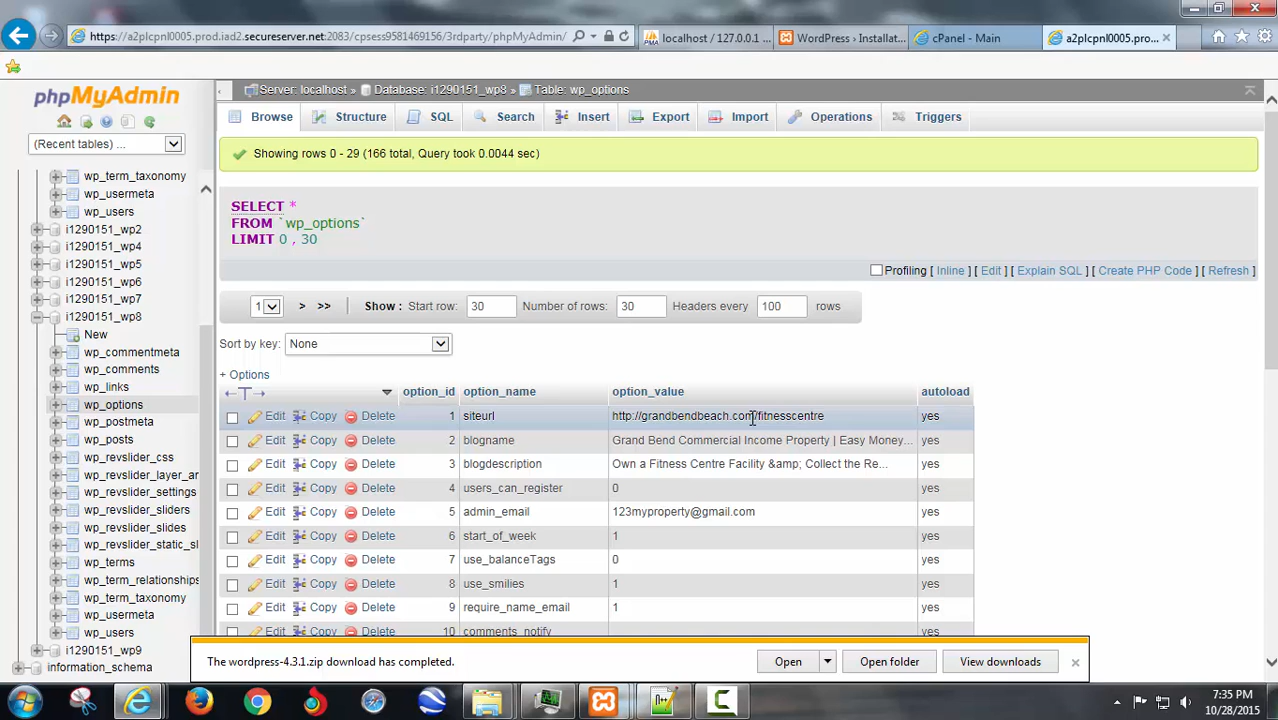 https://a2plcpnl0005.prod.iad2.secureserver.net:2083/cpsess9581469156/3rdparty/phpMyAdmin/
localhost / 127.0.0.1 ...
WordPress › Installat...
cPanel - Main
a2plcpnl0005.pro...
phpMyAdmin
(Recent tables) ...
wp_term_taxonomy
wp_usermeta
wp_users
i1290151_wp2
i1290151_wp4
i1290151_wp5
i1290151_wp6
i1290151_wp7
i1290151_wp8
New
wp_commentmeta
wp_comments
wp_links
wp_options
wp_postmeta
wp_posts
wp_revslider_css
wp_revslider_layer_ar
wp_revslider_settings
wp_revslider_sliders
wp_revslider_slides
wp_revslider_static_sl
wp_terms
wp_term_relationships
wp_term_taxonomy
wp_usermeta
wp_users
i1290151_wp9
information_schema
Server: localhost » Database: i1290151_wp8 » Table: wp_options
Browse Structure SQL Search Insert Export Import Operations Triggers
Showing rows 0 - 29 (166 total, Query took 0.0044 sec)
SELECT *
FROM `wp_options`
LIMIT 0 , 30
Profiling [ Inline ] [ Edit ] [ Explain SQL ] [ Create PHP Code ] [ Refresh ]
1 > >> Show : Start row: 30 Number of rows: 30 Headers every 100 rows
Sort by key: None
+ Options
←T→ option_id option_name option_value autoload
Edit Copy Delete 1 siteurl http://grandbendbeach.com/fitnesscentre yes
Edit Copy Delete 2 blogname Grand Bend Commercial Income Property | Easy Money... yes
Edit Copy Delete 3 blogdescription Own a Fitness Centre Facility &amp; Collect the Re... yes
Edit Copy Delete 4 users_can_register 0 yes
Edit Copy Delete 5 admin_email 123myproperty@gmail.com yes
Edit Copy Delete 6 start_of_week 1 yes
Edit Copy Delete 7 use_balanceTags 0 yes
Edit Copy Delete 8 use_smilies 1 yes
Edit Copy Delete 9 require_name_email 1 yes
Edit Copy Delete 10 comments_notify yes
The wordpress-4.3.1.zip download has completed.
Open Open folder View downloads
7:35 PM
10/28/2015